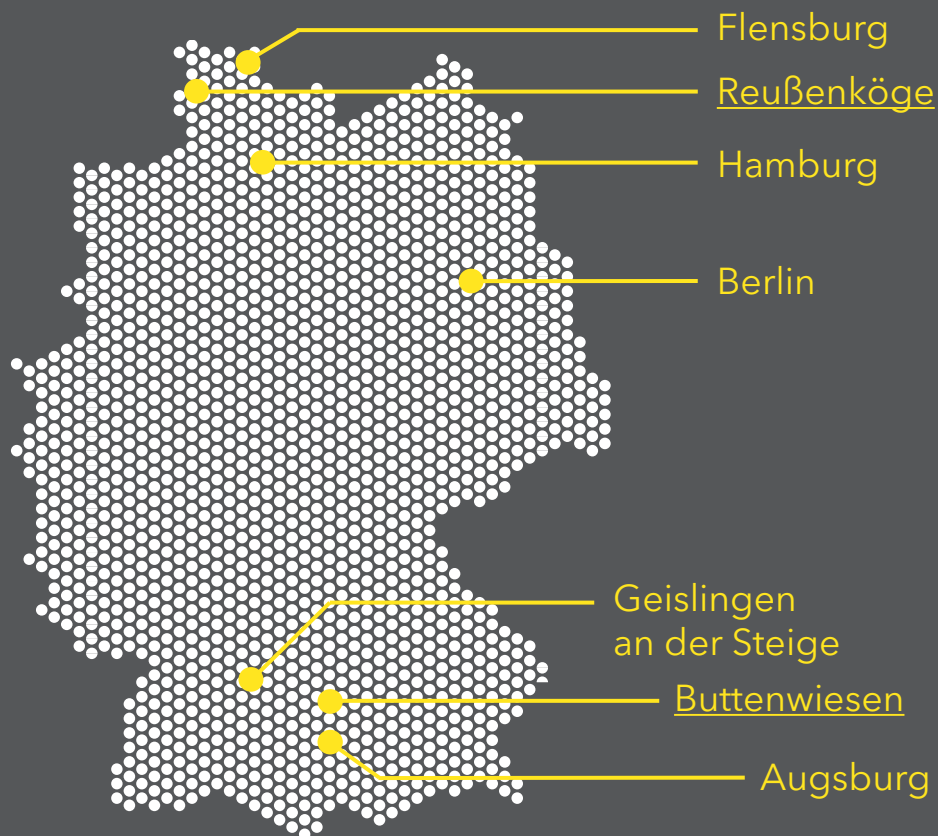 Flensburg
Reußenköge
Hamburg
Berlin
Geislingen
an der Steige
Buttenwiesen
Augsburg